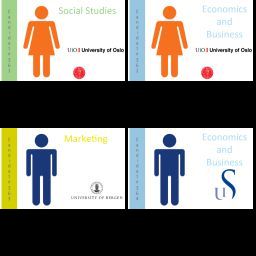 Social Studies
UiO University of Oslo
Economics
and
Business
UiO University of Oslo
Marketing
UNIVERSITY OF BERGEN
Economics
and
Business
uS